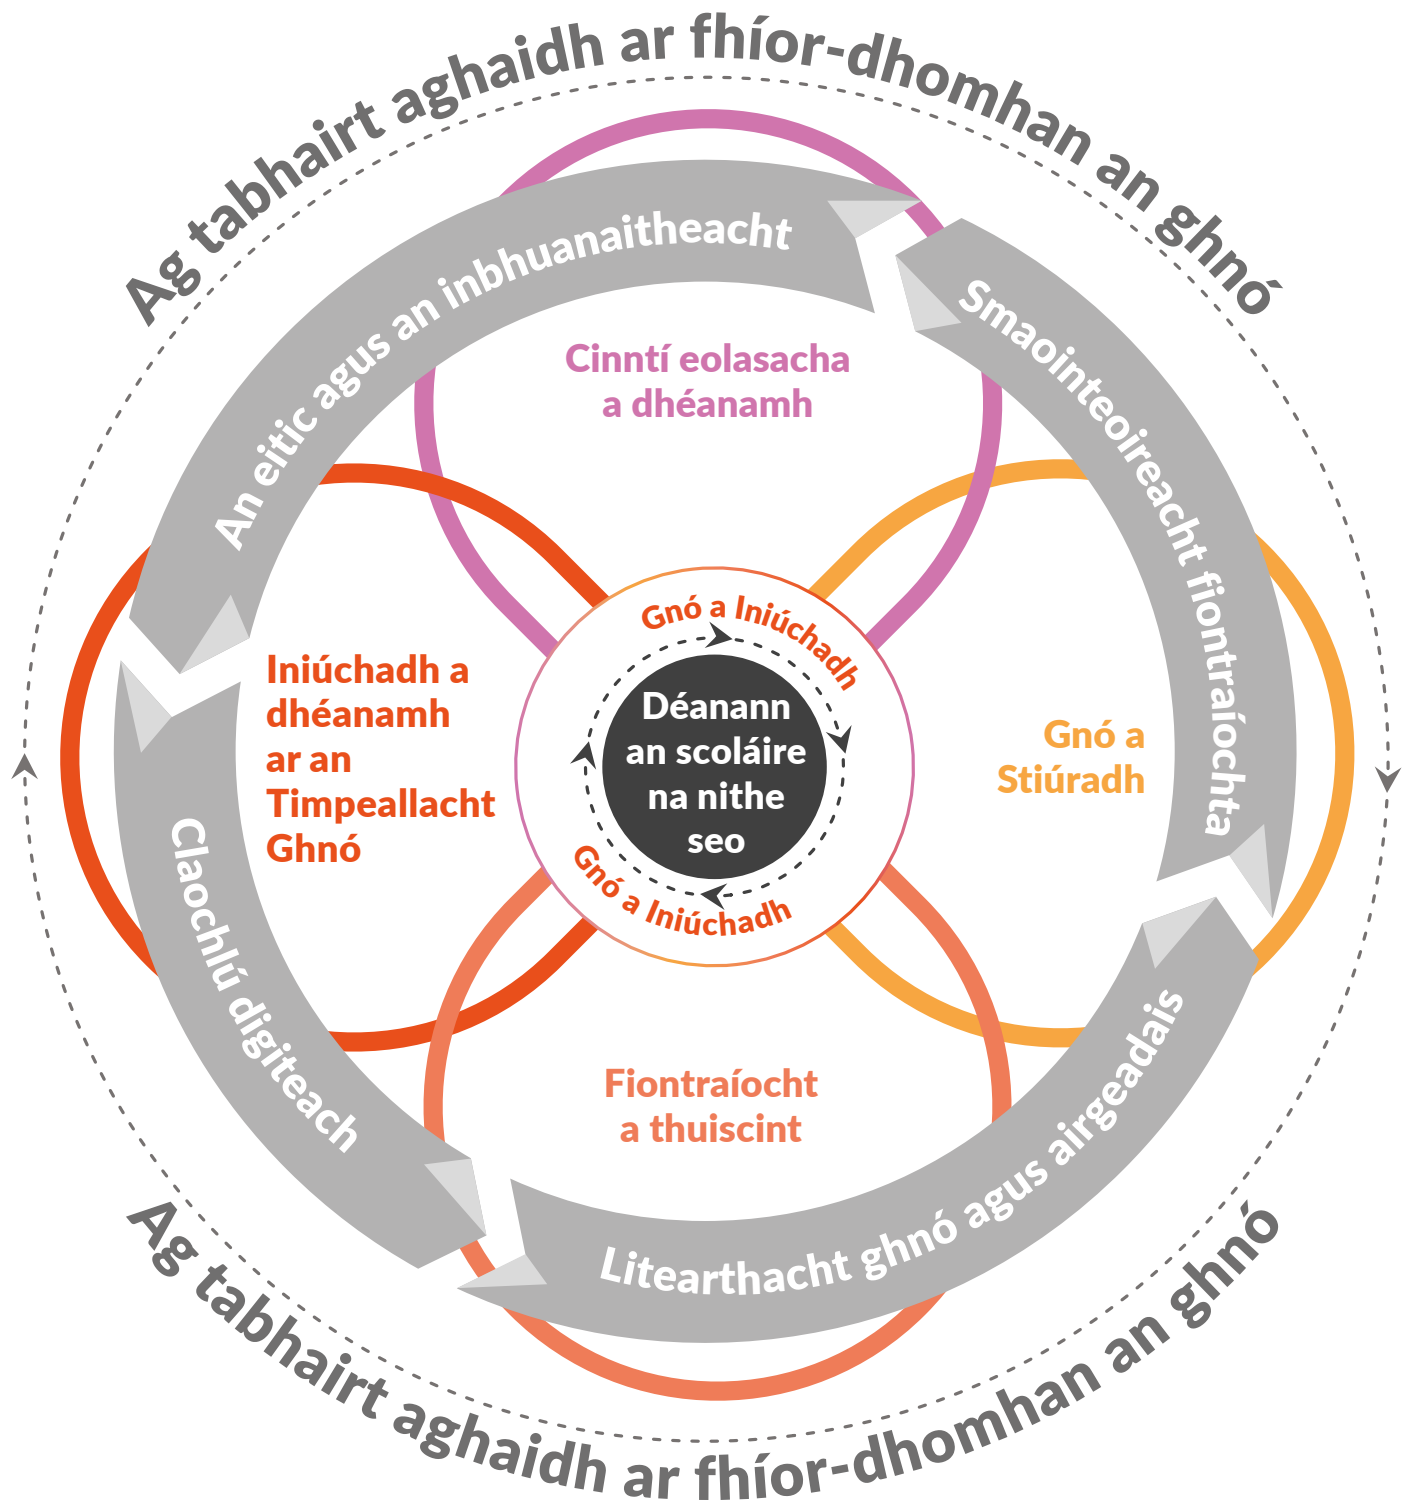 Ag tabhairt aghaidh ar fhíor-dhomhan an ghnó
An eitic agus an inbhuanaitheacht
Smaointeoireacht fiontraíochta
Cinntí eolasacha
a dhéanamh
Gnó a Iniúchadh
Iniúchadh a
dhéanamh
ar an
Timpeallacht
Ghnó
Déanann
an scoláire
na nithe
seo
Gnó a
Stiúradh
Gnó a Iniúchadh
Claochlú digiteach
Fiontraíocht
a thuiscint
Litearthacht ghnó agus airgeadais
Ag tabhairt aghaidh ar fhíor-dhomhan an ghnó